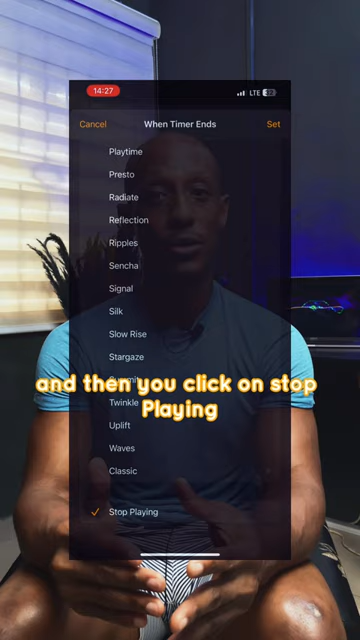 14:27
LTE
Cancel
When Timer Ends
Set
Playtime
Presto
Radiate
Reflection
Ripples
Sencha
Signal
Silk
Slow Rise
Stargaze
and then you click on stop
Playing
Twinkle
Uplift
Waves
Classic
Stop Playing